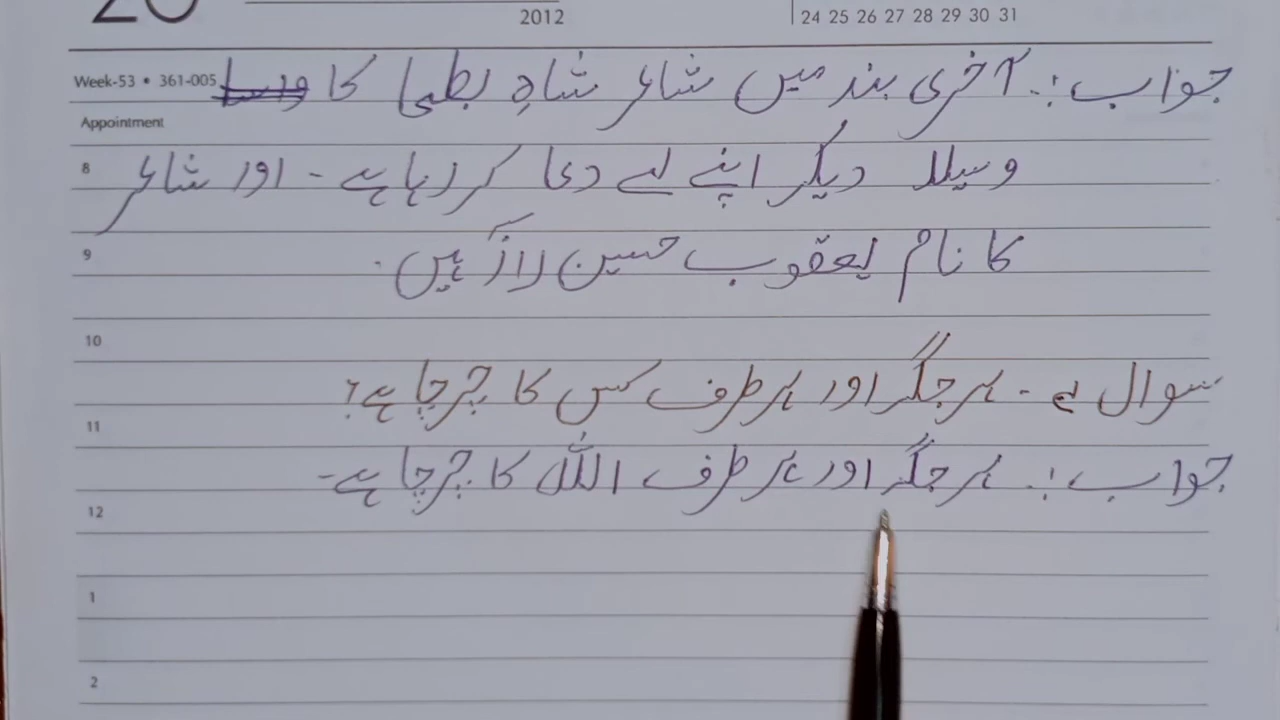 2012
24 25 26 27 28 29 30 31
Week-53 • 361-005
جواب:۔ آخری بند میں شاعر شاہِ بطحا کا
Appointment
8
وسیلہ دیکر اپنے لیے دعا کر رہا ہے ۔ اور شاعر
9
کا نام یعقوب حسین ہیں.
10
سوال ہے ۔ ہر جگہ اور ہر طرف کس کا چرچا ہے؟
11
جواب:۔ ہر جگہ اور ہر طرف اللہ کا چرچا ہے۔
12
1
2